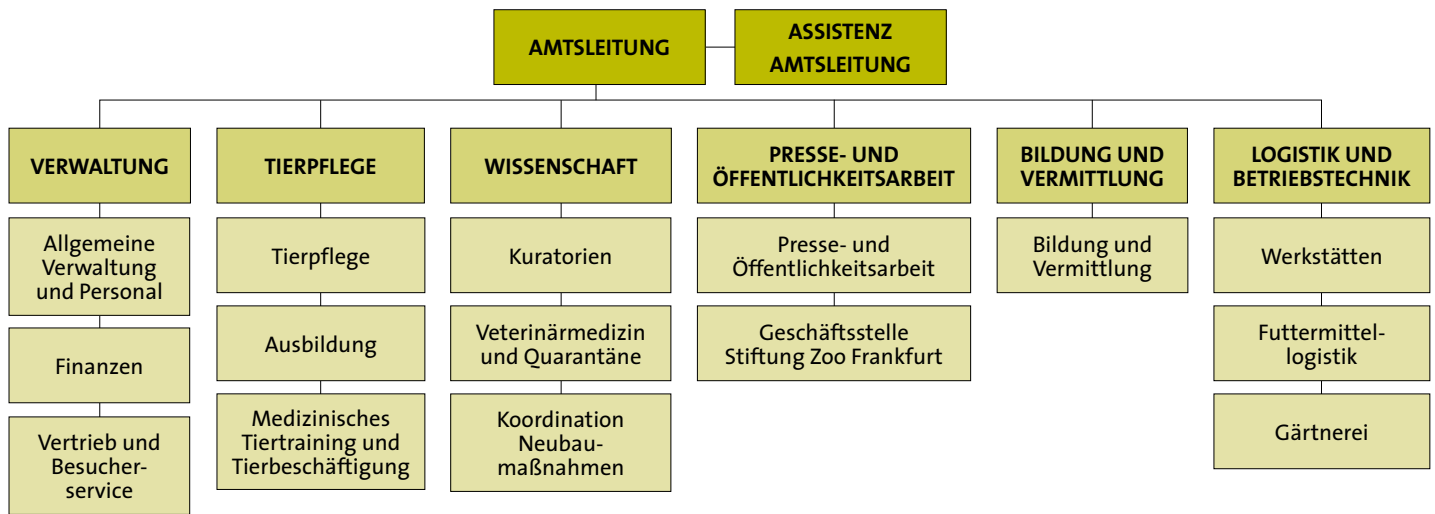 AMTSLEITUNG
ASSISTENZ
AMTSLEITUNG
VERWALTUNG
Allgemeine
Verwaltung
und Personal
Finanzen
Vertrieb und
Besucher-
service
TIERPFLEGE
Tierpflege
Ausbildung
Medizinisches
Tiertraining und
Tierbeschäftigung
WISSENSCHAFT
Kuratorien
Veterinärmedizin
und Quarantäne
Koordination
Neubau-
maßnahmen
PRESSE- UND
ÖFFENTLICHKEITSARBEIT
Presse- und
Öffentlichkeitsarbeit
Geschäftsstelle
Stiftung Zoo Frankfurt
BILDUNG UND
VERMITTLUNG
Bildung und
Vermittlung
LOGISTIK UND
BETRIEBSTECHNIK
Werkstätten
Futtermittel-
logistik
Gärtnerei